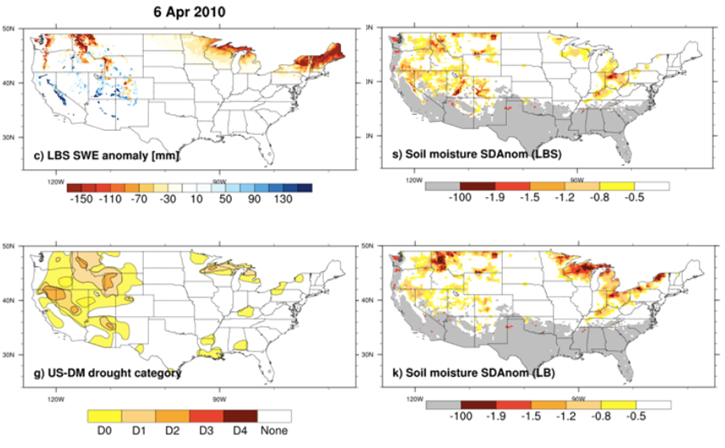 6 Apr 2010
50N
40N
30N
120W
90W
c) LBS SWE anomaly [mm]
-150 -110 -70 -30 10 50 90 130
50N
40N
30N
120W
90W
g) US-DM drought category
D0 D1 D2 D3 D4 None
0N
0N
0N
120W
90W
s) Soil moisture SDAnom (LBS)
-100 -1.9 -1.5 -1.2 -0.8 -0.5
50N
40N
30N
120W
90W
k) Soil moisture SDAnom (LB)
-100 -1.9 -1.5 -1.2 -0.8 -0.5